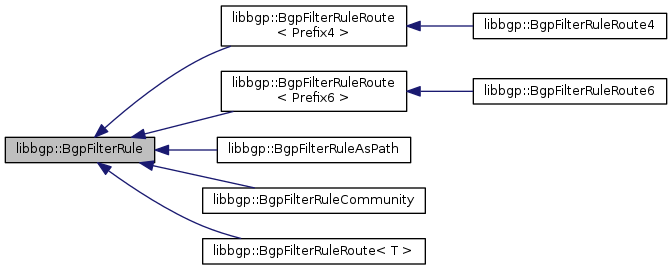 libbgp::BgpFilterRuleRoute
< Prefix4 >
libbgp::BgpFilterRuleRoute4
libbgp::BgpFilterRuleRoute
< Prefix6 >
libbgp::BgpFilterRuleRoute6
libbgp::BgpFilterRule
libbgp::BgpFilterRuleAsPath
libbgp::BgpFilterRuleCommunity
libbgp::BgpFilterRuleRoute< T >